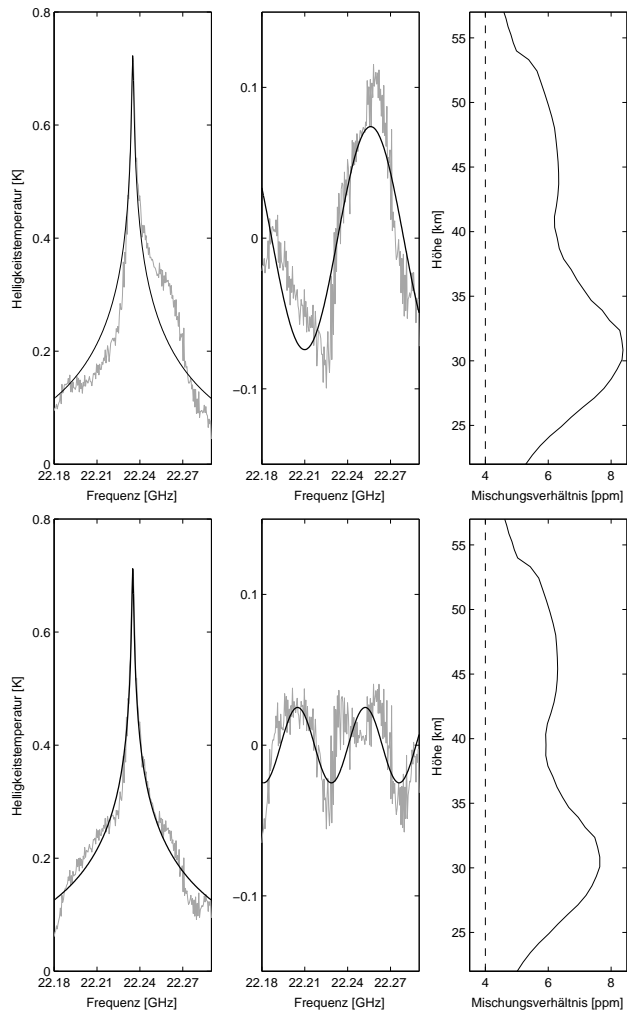 0.8
0.6
0.4
0.2
0
Helligkeitstemperatur [K]
22.18 22.21 22.24 22.27
Frequenz [GHz]
0.1
0
−0.1
22.18 22.21 22.24 22.27
Frequenz [GHz]
55
50
45
40
35
30
25
Höhe [km]
4 6 8
Mischungsverhältnis [ppm]
0.8
0.6
0.4
0.2
0
Helligkeitstemperatur [K]
22.18 22.21 22.24 22.27
Frequenz [GHz]
0.1
0
−0.1
22.18 22.21 22.24 22.27
Frequenz [GHz]
55
50
45
40
35
30
25
Höhe [km]
4 6 8
Mischungsverhältnis [ppm]